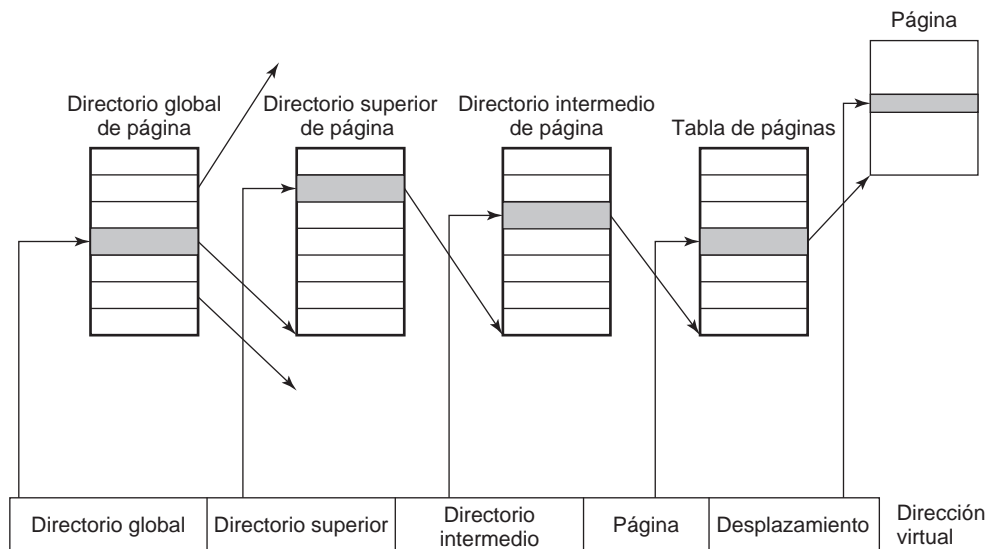 Página
Directorio global
de página
Directorio superior
de página
Directorio intermedio
de página
Tabla de páginas
Directorio global
Directorio superior
Directorio
intermedio
Página
Desplazamiento
Dirección
virtual